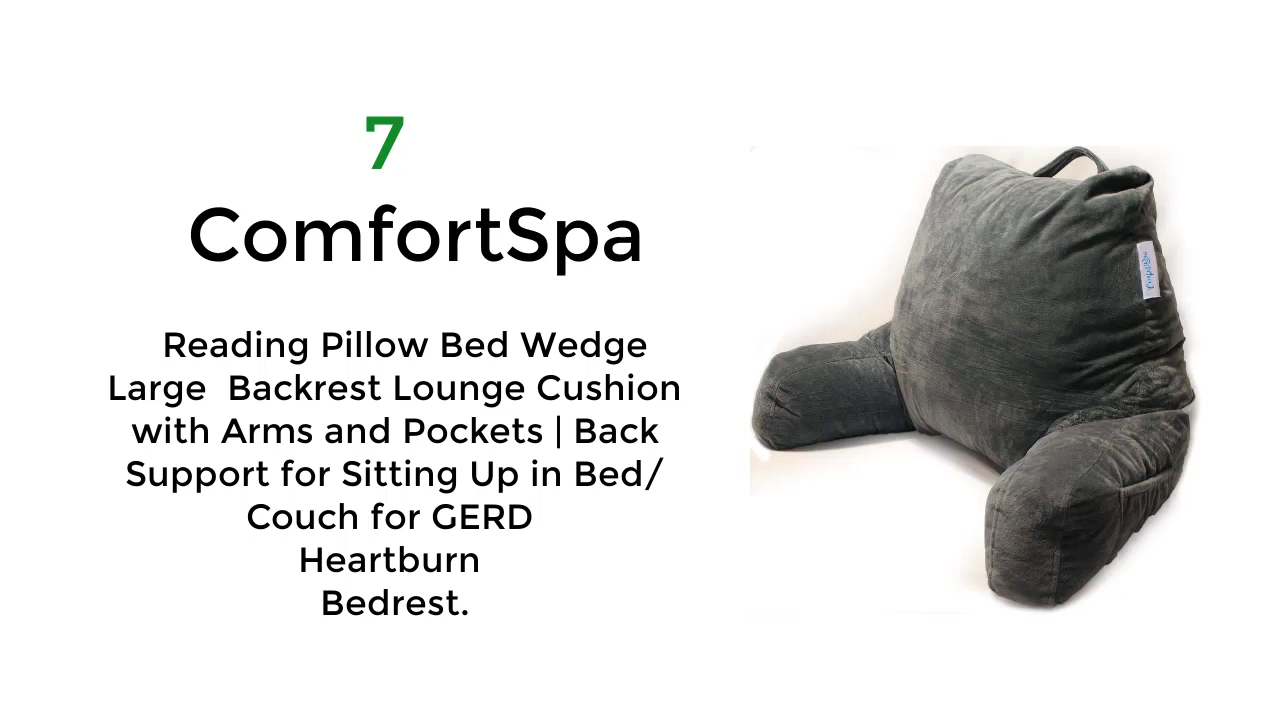 7
ComfortSpa
Reading Pillow Bed Wedge
Large  Backrest Lounge Cushion
with Arms and Pockets | Back
Support for Sitting Up in Bed/
Couch for GERD
Heartburn
Bedrest.
ComfortSpa